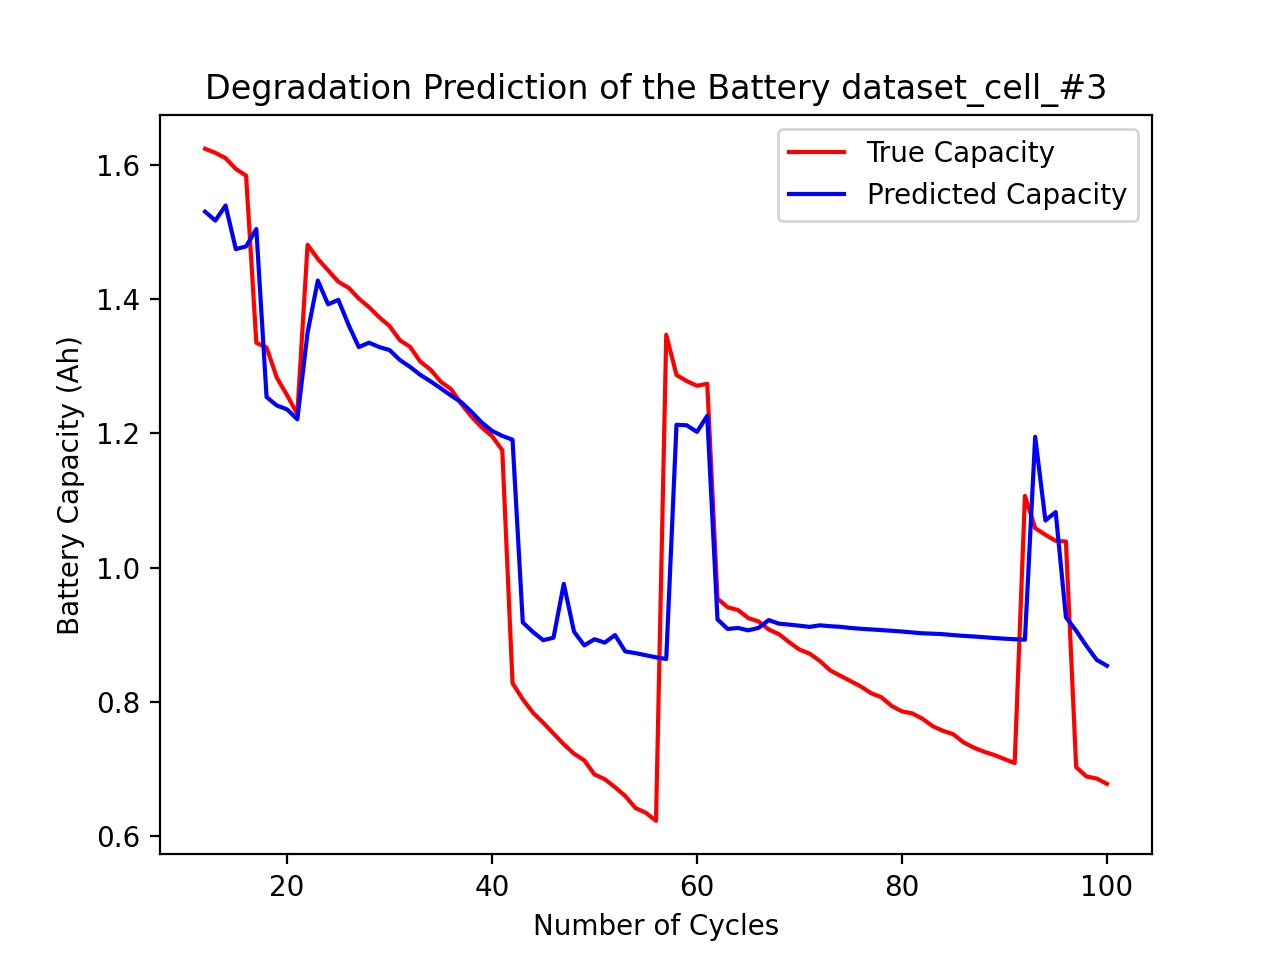 Degradation Prediction of the Battery dataset_cell_#3
True Capacity
Predicted Capacity
Battery Capacity (Ah)
1.6
1.4
1.2
1.0
0.8
0.6
20 40 60 80 100
Number of Cycles